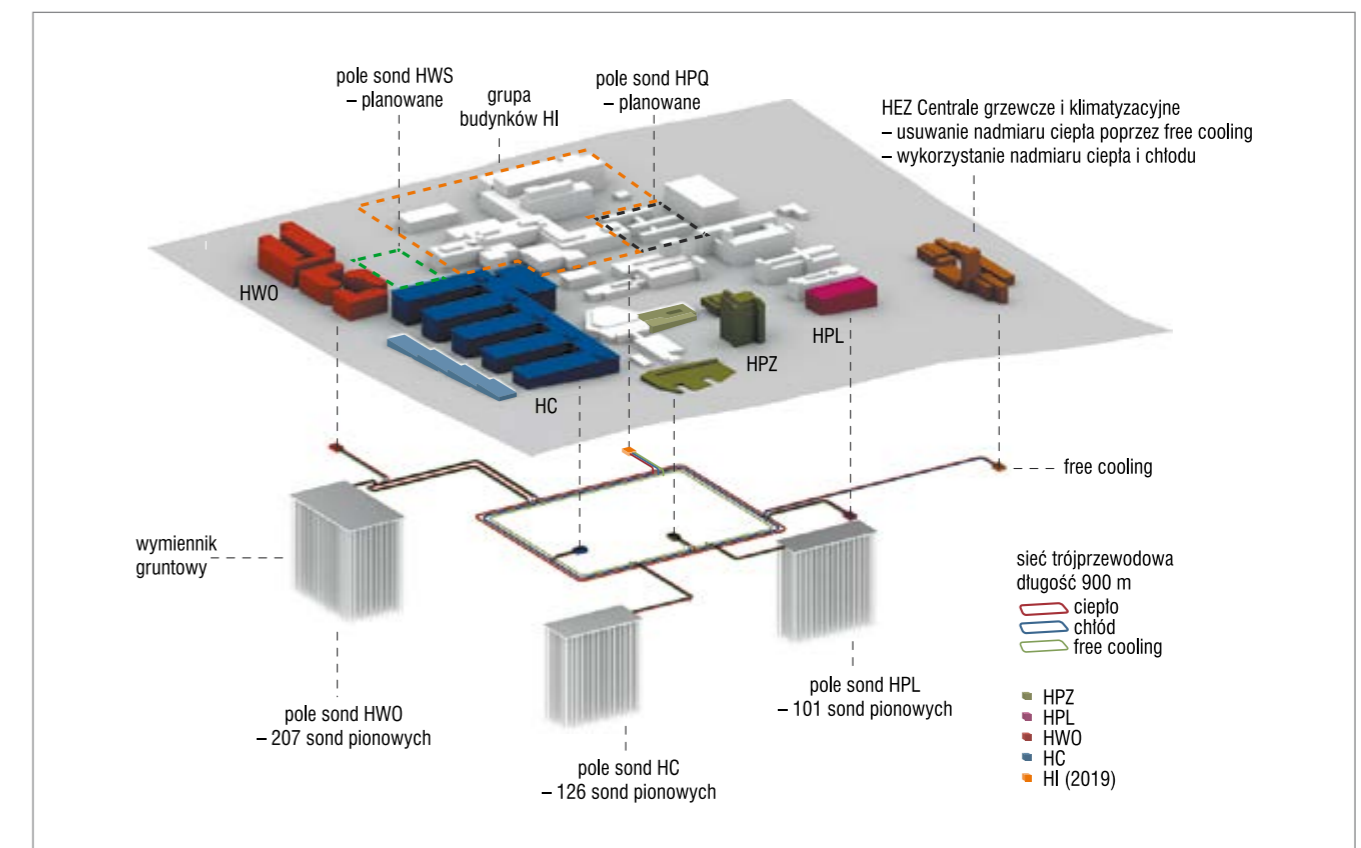 pole sond HWS
– planowane
grupa
budynków HI
pole sond HPQ
– planowane
HEZ Centrale grzewcze i klimatyzacyjne
– usuwanie nadmiaru ciepła poprzez free cooling
– wykorzystanie nadmiaru ciepła i chłodu
HWO
HC
HPZ
HPL
free cooling
wymiennik
gruntowy
sieć trójprzewodowa
długość 900 m
ciepło
chłód
free cooling
pole sond HWO
– 207 sond pionowych
pole sond HC
– 126 sond pionowych
pole sond HPL
– 101 sond pionowych
HPZ
HPL
HWO
HC
HI (2019)